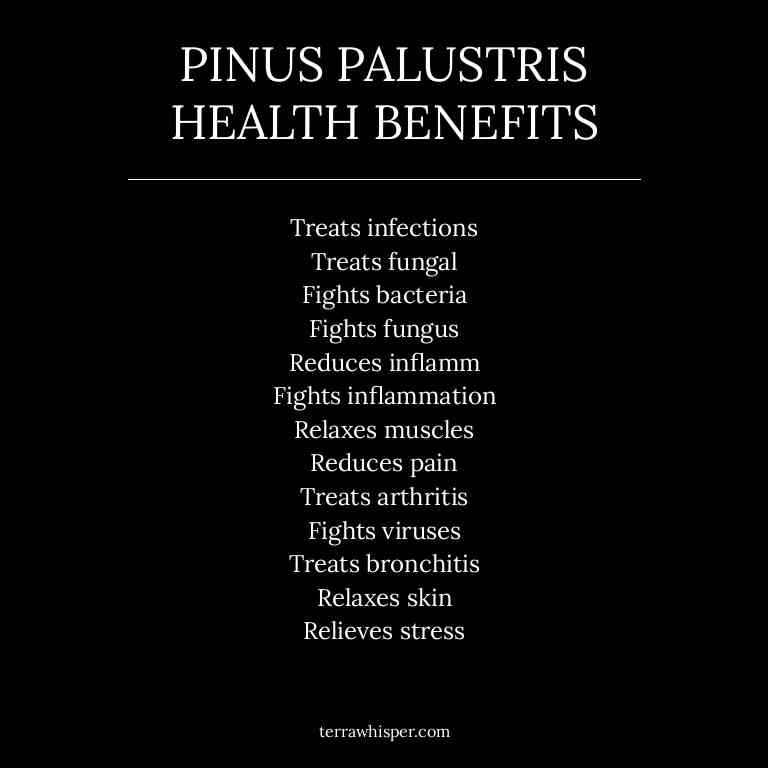 PINUS PALUSTRIS
HEALTH BENEFITS
Treats infections
Treats fungal
Fights bacteria
Fights fungus
Reduces inflamm
Fights inflammation
Relaxes muscles
Reduces pain
Treats arthritis
Fights viruses
Treats bronchitis
Relaxes skin
Relieves stress
terrawhisper.com